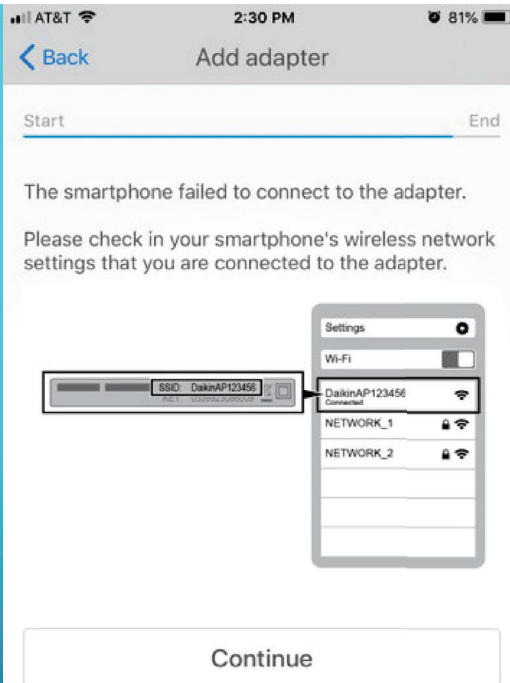 AT&T 2:30 PM 81%
Back Add adapter
Start End
The smartphone failed to connect to the adapter.
Please check in your smartphone's wireless network
settings that you are connected to the adapter.
Settings
Wi-Fi
SSID: DaikinAP123456
DaikinAP123456
Connected
NETWORK_1
NETWORK_2
Continue